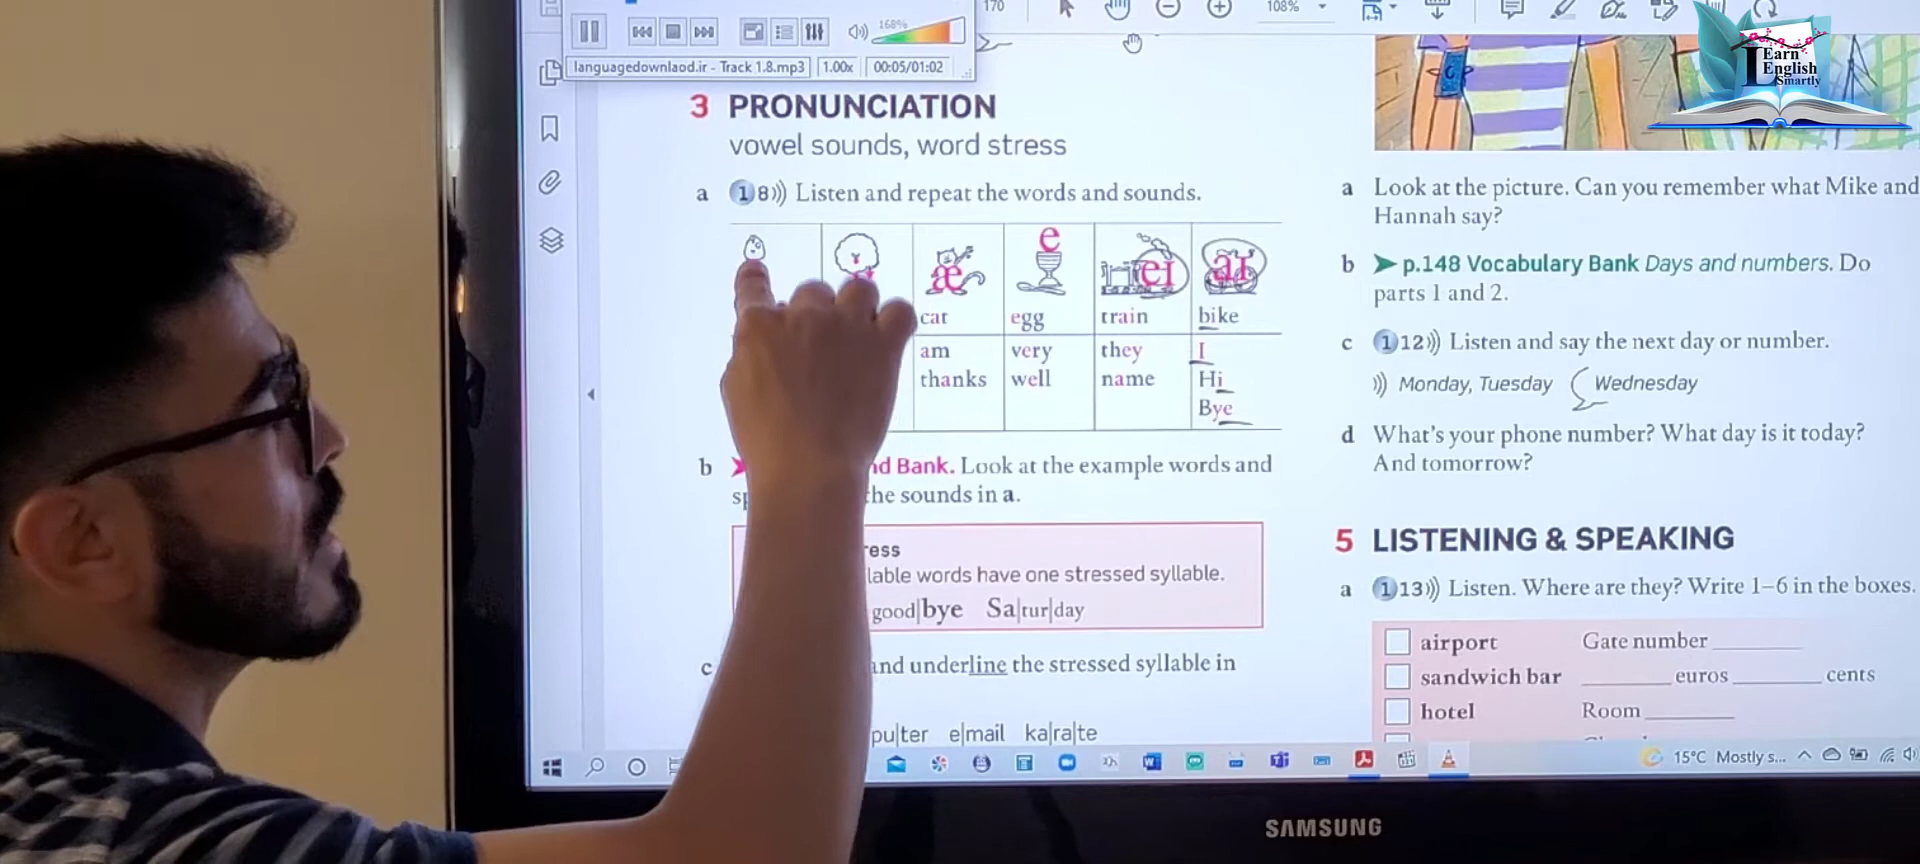 170
108%
168%
languagedownlaod.ir - Track 1.8.mp3
1.00x
00:05/01:02
Learn
English
Smartly
3 PRONUNCIATION
vowel sounds, word stress
a 1 8 Listen and repeat the words and sounds.
æ
e
eɪ
aɪ
cat egg train bike
am very they I
thanks well name Hi
Bye
b nd Bank. Look at the example words and
sp he sounds in a.
ress
lable words have one stressed syllable.
good|bye Sa|tur|day
c and underline the stressed syllable in
pu|ter e|mail ka|ra|te
a Look at the picture. Can you remember what Mike and
Hannah say?
b p.148 Vocabulary Bank Days and numbers. Do
parts 1 and 2.
c 1 12 Listen and say the next day or number.
Monday, Tuesday Wednesday
d What's your phone number? What day is it today?
And tomorrow?
5 LISTENING & SPEAKING
a 1 13 Listen. Where are they? Write 1–6 in the boxes.
airport Gate number
sandwich bar euros cents
hotel Room
15°C Mostly s...
SAMSUNG